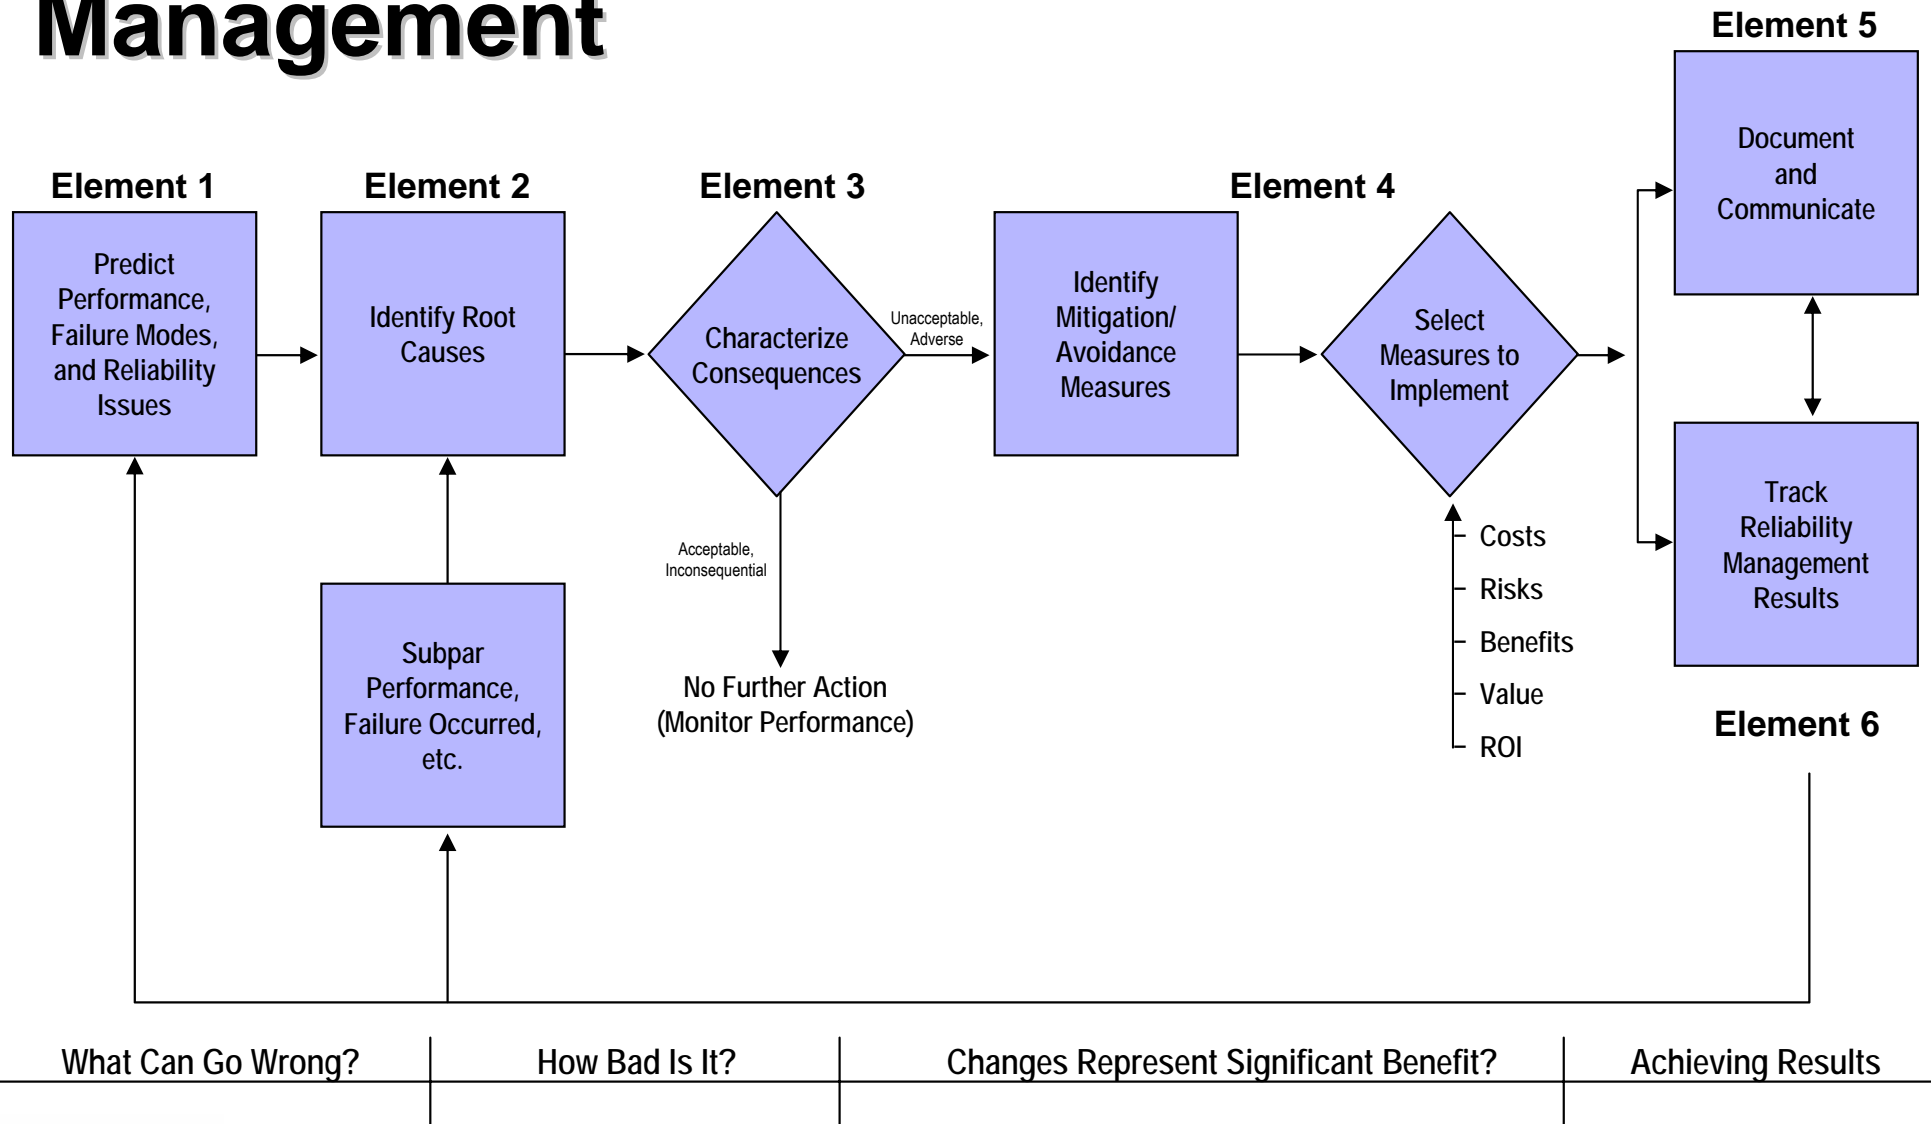 Management
Element 1
Predict
Performance,
Failure Modes,
and Reliability
Issues
Element 2
Identify Root
Causes
Subpar
Performance,
Failure Occurred,
etc.
Element 3
Characterize
Consequences
Unacceptable,
Adverse
Acceptable,
Inconsequential
No Further Action
(Monitor Performance)
Element 4
Identify
Mitigation/
Avoidance
Measures
Select
Measures to
Implement
Costs
Risks
Benefits
Value
ROI
Element 5
Document
and
Communicate
Track
Reliability
Management
Results
Element 6
What Can Go Wrong?
How Bad Is It?
Changes Represent Significant Benefit?
Achieving Results